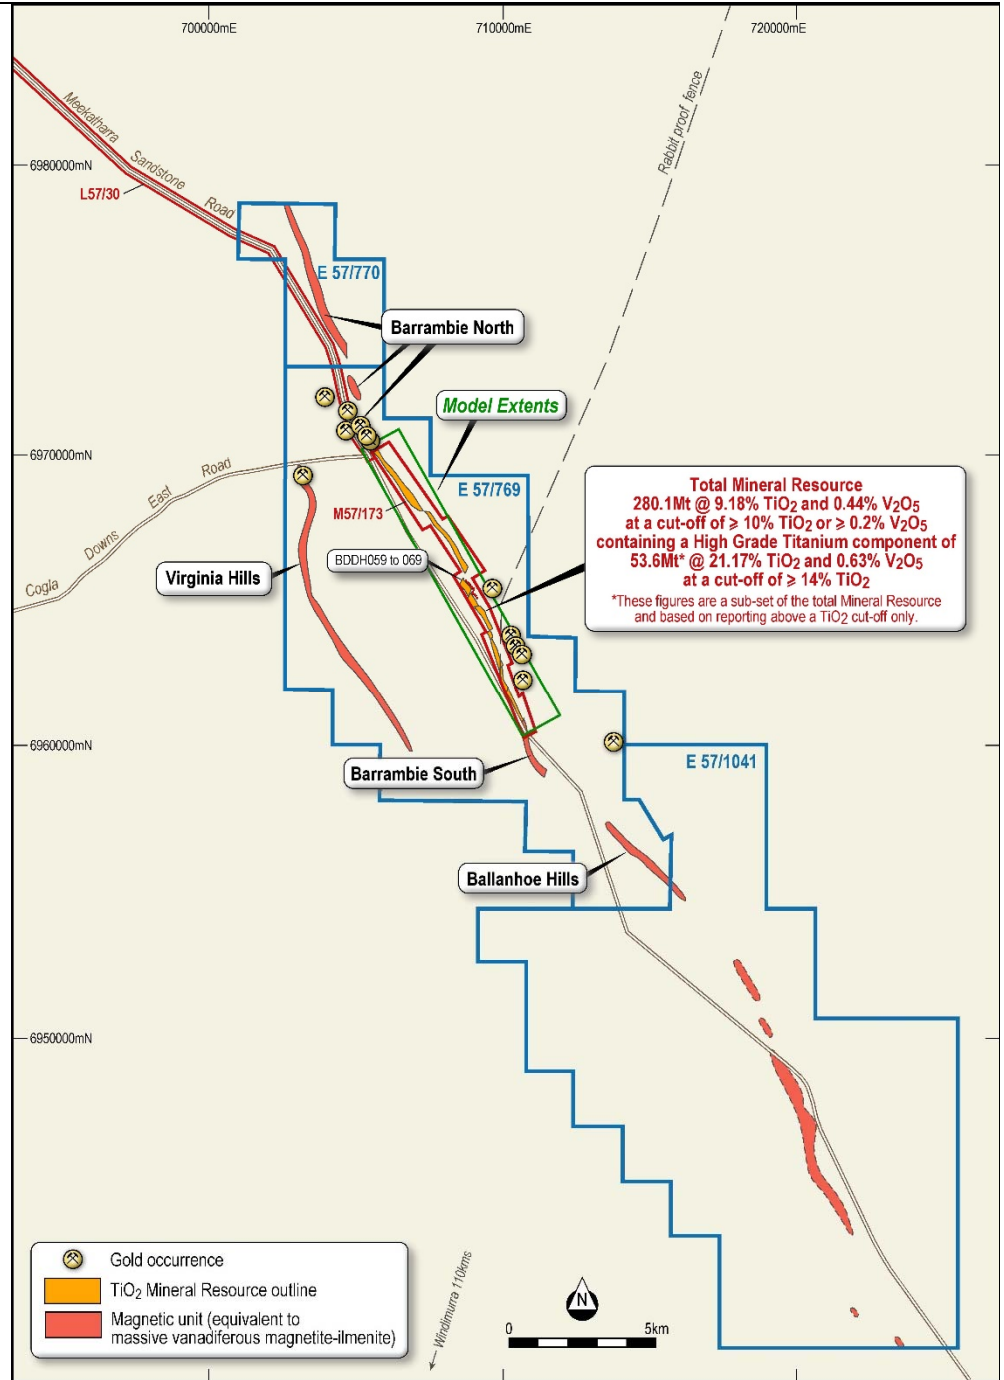 700000mE
710000mE
720000mE
Rabbit proof fence
Meekatharra Sandstone Road
6980000mN
L57/30
E 57/770
Barrambie North
Model Extents
6970000mN
Cogla Downs East Road
M57/173
E 57/769
BDDH059 to 069
Virginia Hills
Total Mineral Resource
280.1Mt @ 9.18% TiO₂ and 0.44% V₂O₅
at a cut-off of ≥ 10% TiO₂ or ≥ 0.2% V₂O₅
containing a High Grade Titanium component of
53.6Mt* @ 21.17% TiO₂ and 0.63% V₂O₅
at a cut-off of ≥ 14% TiO₂
*These figures are a sub-set of the total Mineral Resource
and based on reporting above a TiO₂ cut-off only.
6960000mN
Barrambie South
E 57/1041
Ballanhoe Hills
6950000mN
Gold occurrence
TiO₂ Mineral Resource outline
Magnetic unit (equivalent to
massive vanadiferous magnetite-ilmenite)
Windimurra 110kms
N
0
5km